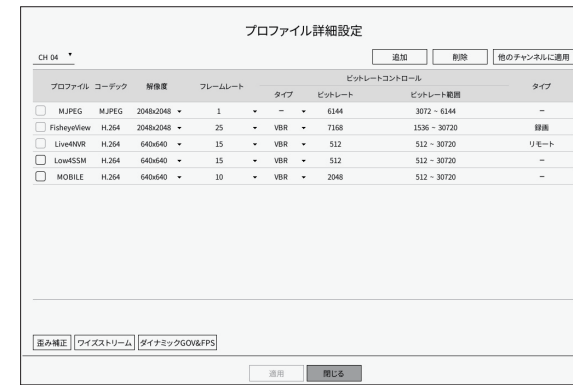 プロファイル詳細設定
CH 04 追加 削除 他のチャンネルに適用
プロファイル コーデック 解像度 フレームレート ビットレートコントロール タイプ
タイプ ビットレート ビットレート範囲
MJPEG MJPEG 2048x2048 1 − 6144 3072 ~ 6144 −
FisheyeView H.264 2048x2048 25 VBR 7168 1536 ~ 30720 録画
Live4NVR H.264 640x640 15 VBR 512 512 ~ 30720 リモート
Low4SSM H.264 640x640 15 VBR 512 512 ~ 30720 −
MOBILE H.264 640x640 10 VBR 2048 512 ~ 30720 −
歪み補正 ワイズストリーム ダイナミックGOV&FPS
適用 閉じる